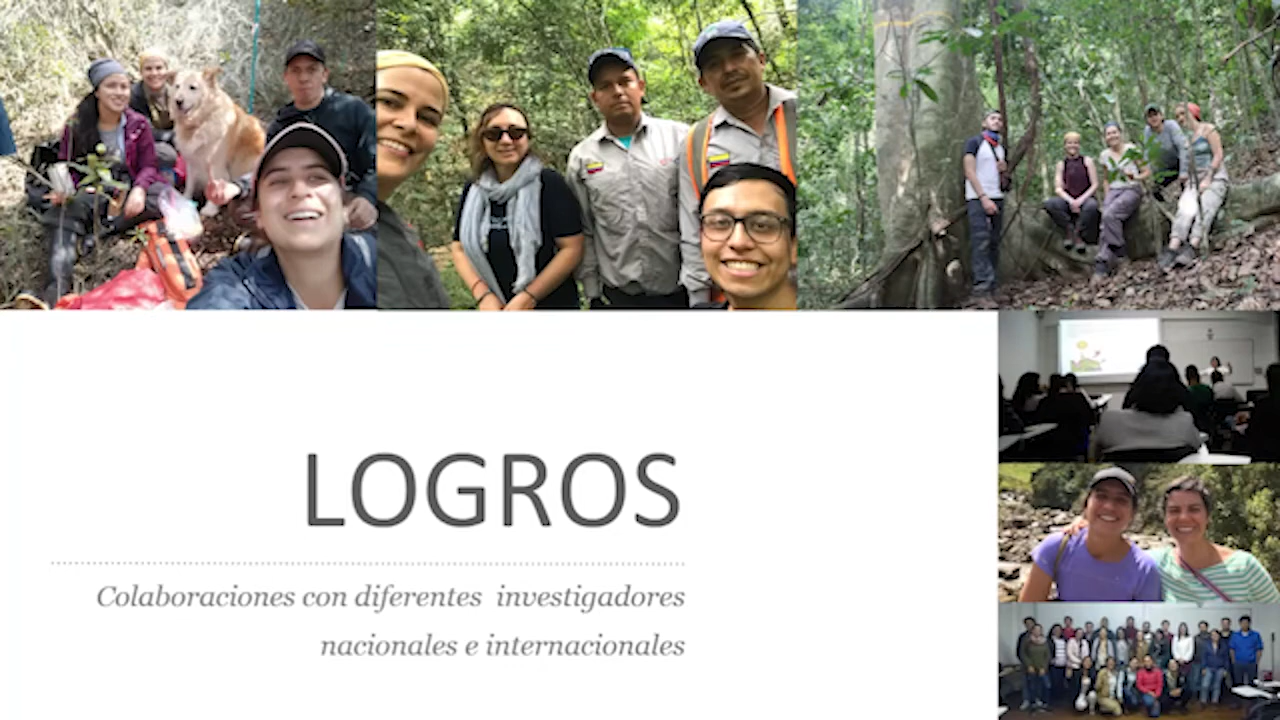 LOGROS
Colaboraciones con diferentes investigadores
nacionales e internacionales